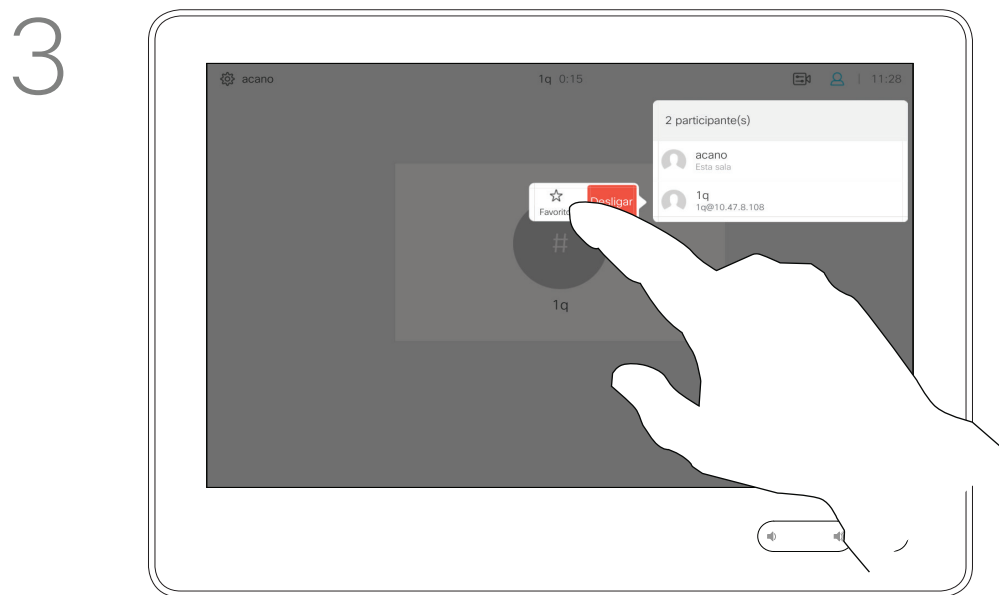 3
acano
1q 0:15
11:28
2 participante(s)
acano
Esta sala
1q
1q@10.47.8.108
Desligar
#
1q